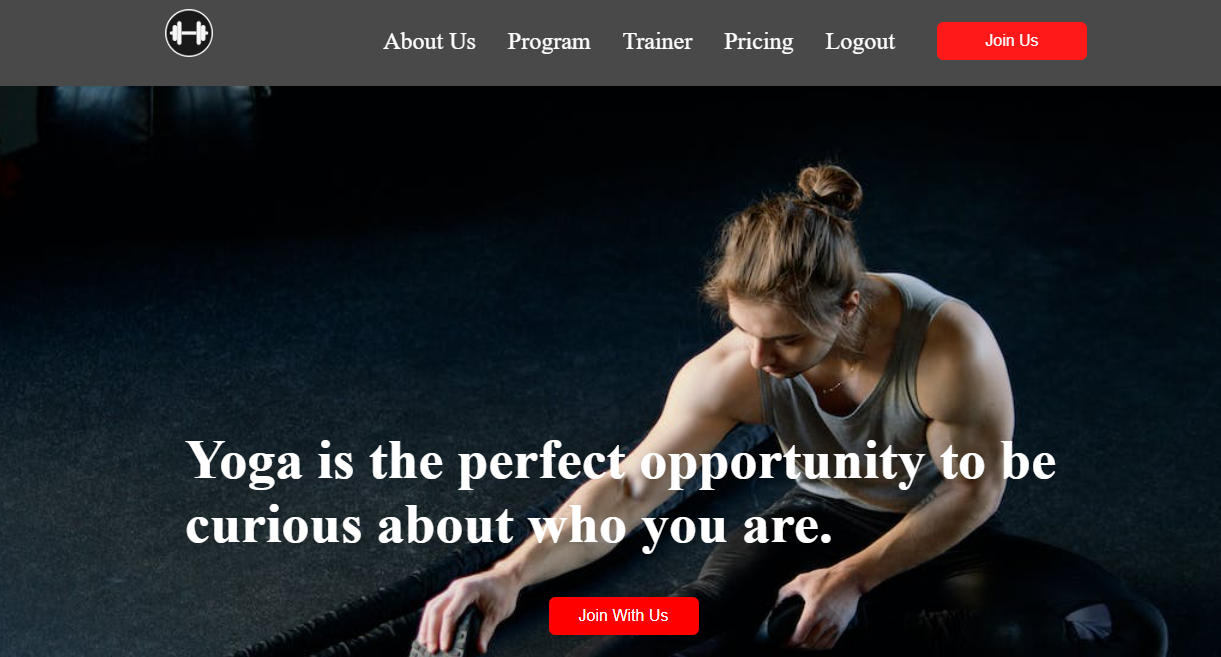 About Us Program Trainer Pricing Logout Join Us
Yoga is the perfect opportunity to be
curious about who you are.
Join With Us